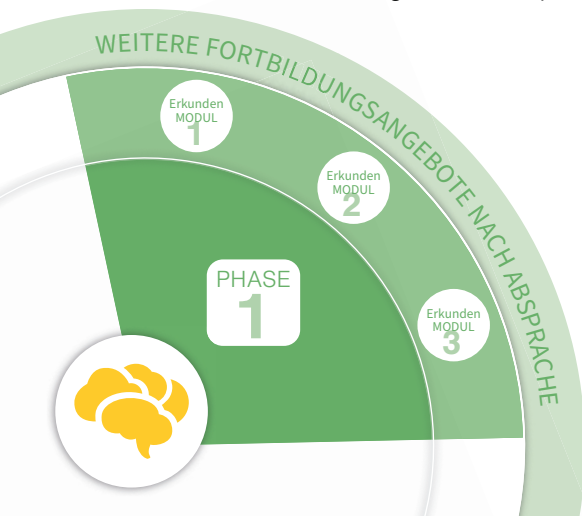 WEITERE FORTBILDUNGSANGEBOTE NACH ABSPRACHE
Erkunden
MODUL
1
Erkunden
MODUL
2
Erkunden
MODUL
3
PHASE
1